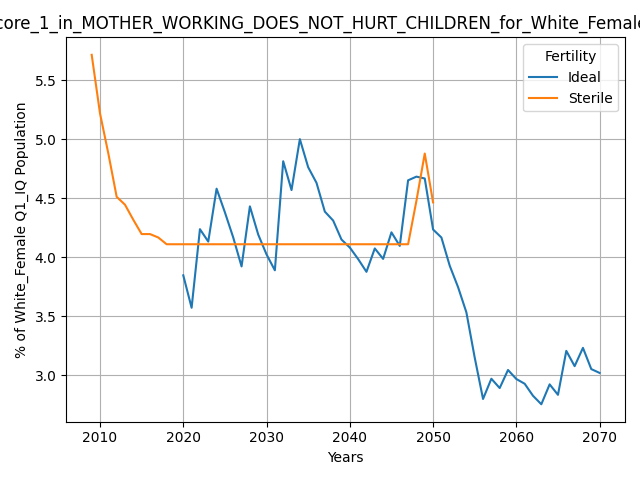 core_1_in_MOTHER_WORKING_DOES_NOT_HURT_CHILDREN_for_White_Female
Fertility
Ideal
Sterile
% of White_Female Q1_IQ Population
5.5
5.0
4.5
4.0
3.5
3.0
2010 2020 2030 2040 2050 2060 2070
Years